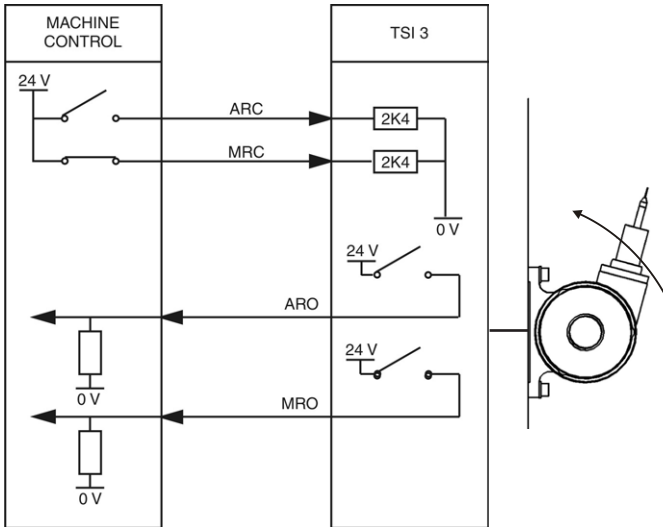 MACHINE
CONTROL
TSI 3
24 V
ARC
2K4
MRC
2K4
0 V
24 V
ARO
24 V
0 V
MRO
0 V